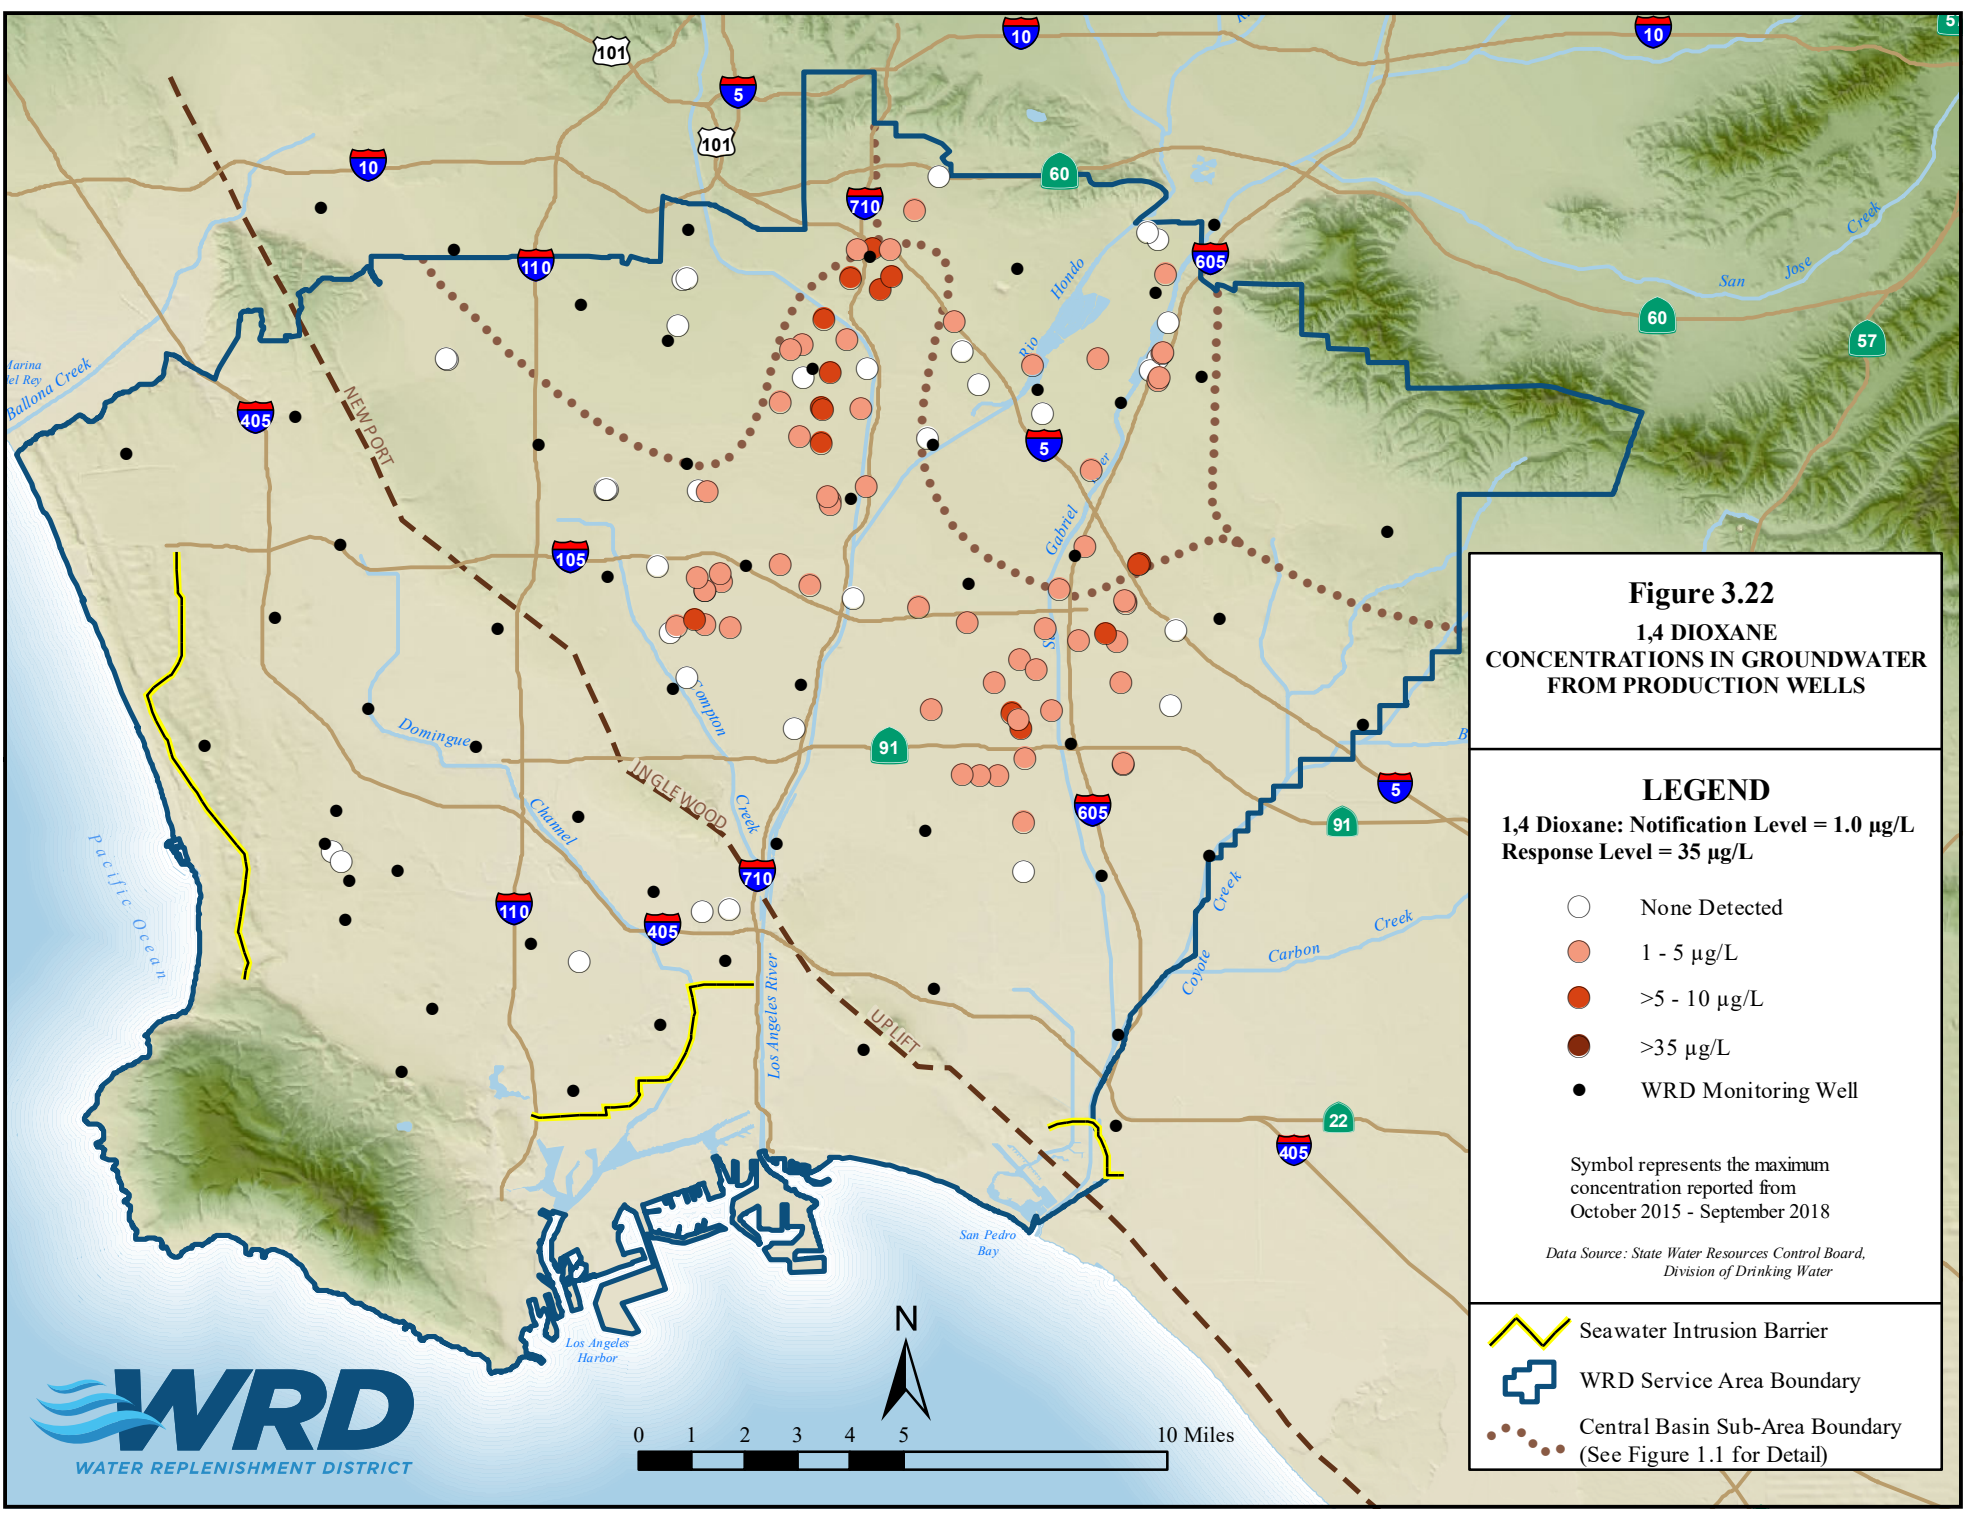 10
10
57
101
5
101
10
60
710
110
605
Hondo
Creek
San
Jose
60
57
Rio
Marina
del Rey
Ballona Creek
405
NEWPORT
5
Gabriel
105
Figure 3.22
1,4 DIOXANE
CONCENTRATIONS IN GROUNDWATER
FROM PRODUCTION WELLS
Compton
Domingue
91
INGLEWOOD
Creek
Channel
605
5
91
LEGEND
1,4 Dioxane: Notification Level = 1.0 µg/L
Response Level = 35 µg/L
None Detected
1 - 5 µg/L
>5 - 10 µg/L
>35 µg/L
WRD Monitoring Well
Symbol represents the maximum
concentration reported from
October 2015 - September 2018
Data Source: State Water Resources Control Board,
Division of Drinking Water
Pacific Ocean
710
110
405
Creek
Coyote
Carbon
Creek
Los Angeles River
UPLIFT
22
405
San Pedro
Bay
Los Angeles
Harbor
N
0 1 2 3 4 5 10 Miles
Seawater Intrusion Barrier
WRD Service Area Boundary
Central Basin Sub-Area Boundary
(See Figure 1.1 for Detail)
WRD
WATER REPLENISHMENT DISTRICT